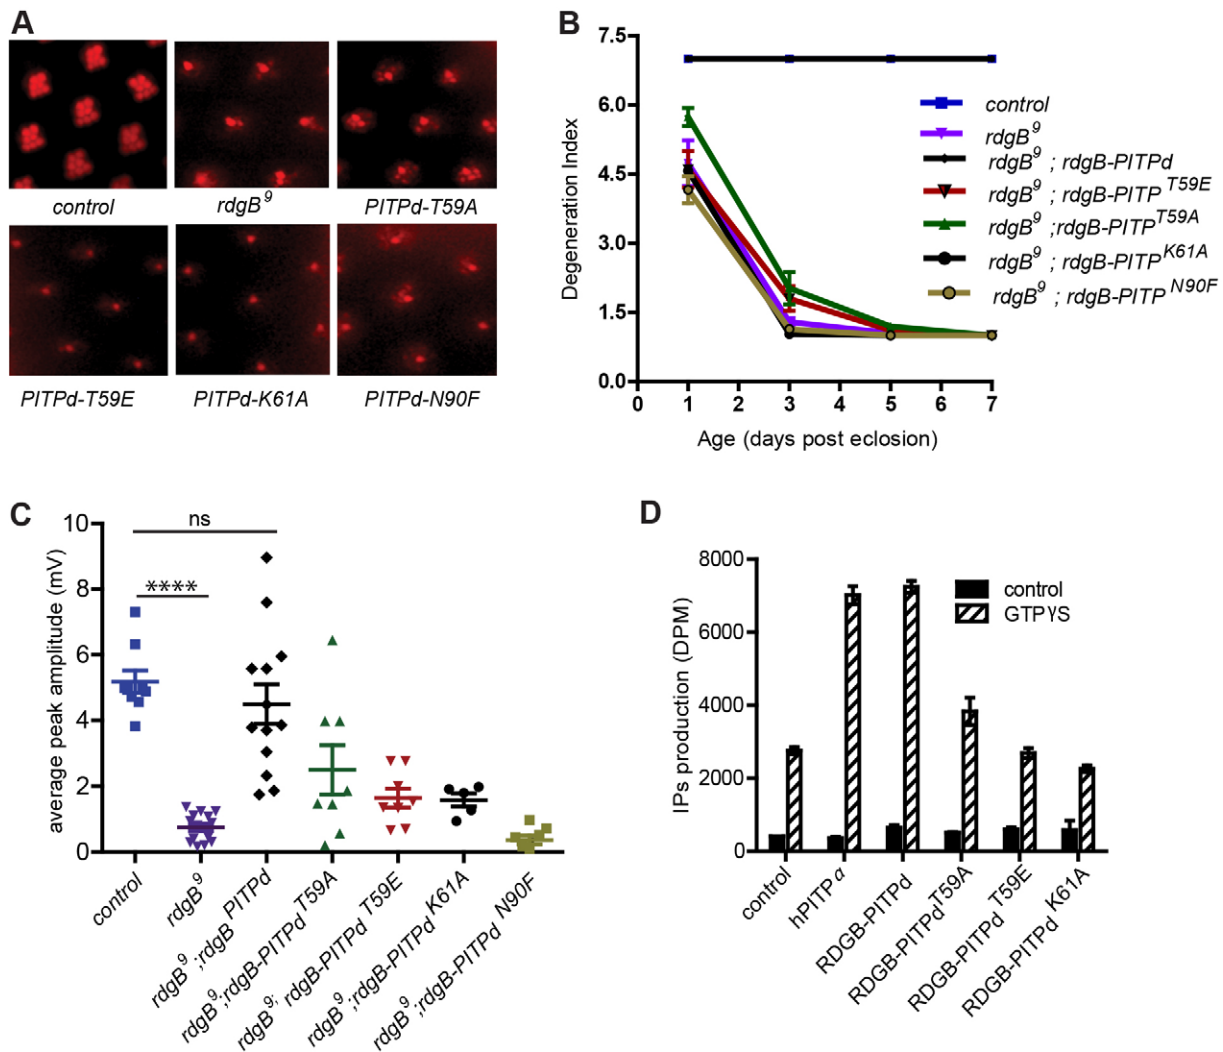 A
control
rdgB9
PITPd-T59A
PITPd-T59E
PITPd-K61A
PITPd-N90F
B
Degeneration Index
7.5
6.0
4.5
3.0
1.5
0.0
0 1 2 3 4 5 6 7
Age (days post eclosion)
control
rdgB9
rdgB9 ; rdgB-PITPd
rdgB9 ; rdgB-PITP T59E
rdgB9 ;rdgB-PITP T59A
rdgB9 ; rdgB-PITP K61A
rdgB9 ; rdgB-PITP N90F
C
average peak amplitude (mV)
10
8
6
4
2
0
ns
****
control
rdgB9
rdgB9 ;rdgB PITPd
rdgB9;rdgB-PITPd T59A
rdgB9; rdgB-PITPd T59E
rdgB9;rdgB-PITPd K61A
rdgB9;rdgB-PITPd N90F
D
IPs production (DPM)
8000
6000
4000
2000
0
control
GTPγS
control
hPITPα
RDGB-PITPd
RDGB-PITPd T59A
RDGB-PITPd T59E
RDGB-PITPd K61A